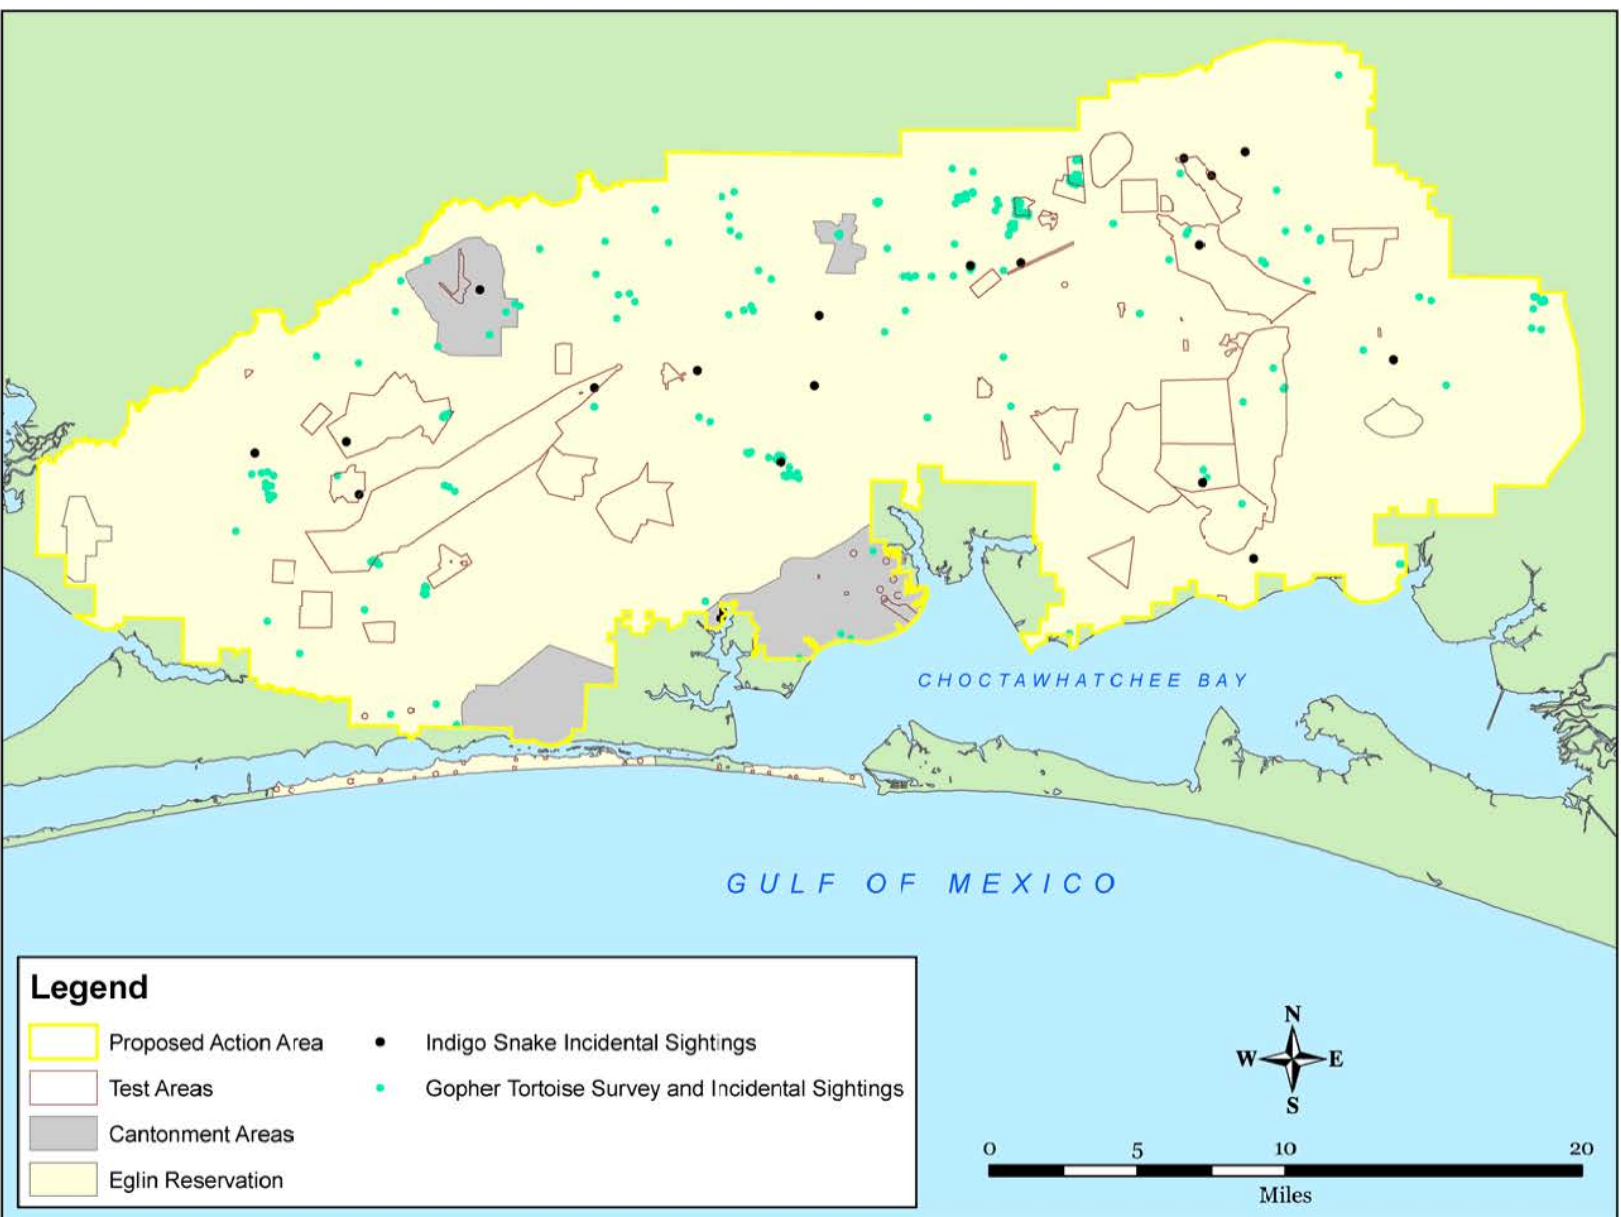 CHOCTAWHATCHEE BAY
GULF OF MEXICO
Legend
Proposed Action Area
Test Areas
Cantonment Areas
Eglin Reservation
Indigo Snake Incidental Sightings
Gopher Tortoise Survey and Incidental Sightings
N
W E
S
0 5 10 20
Miles